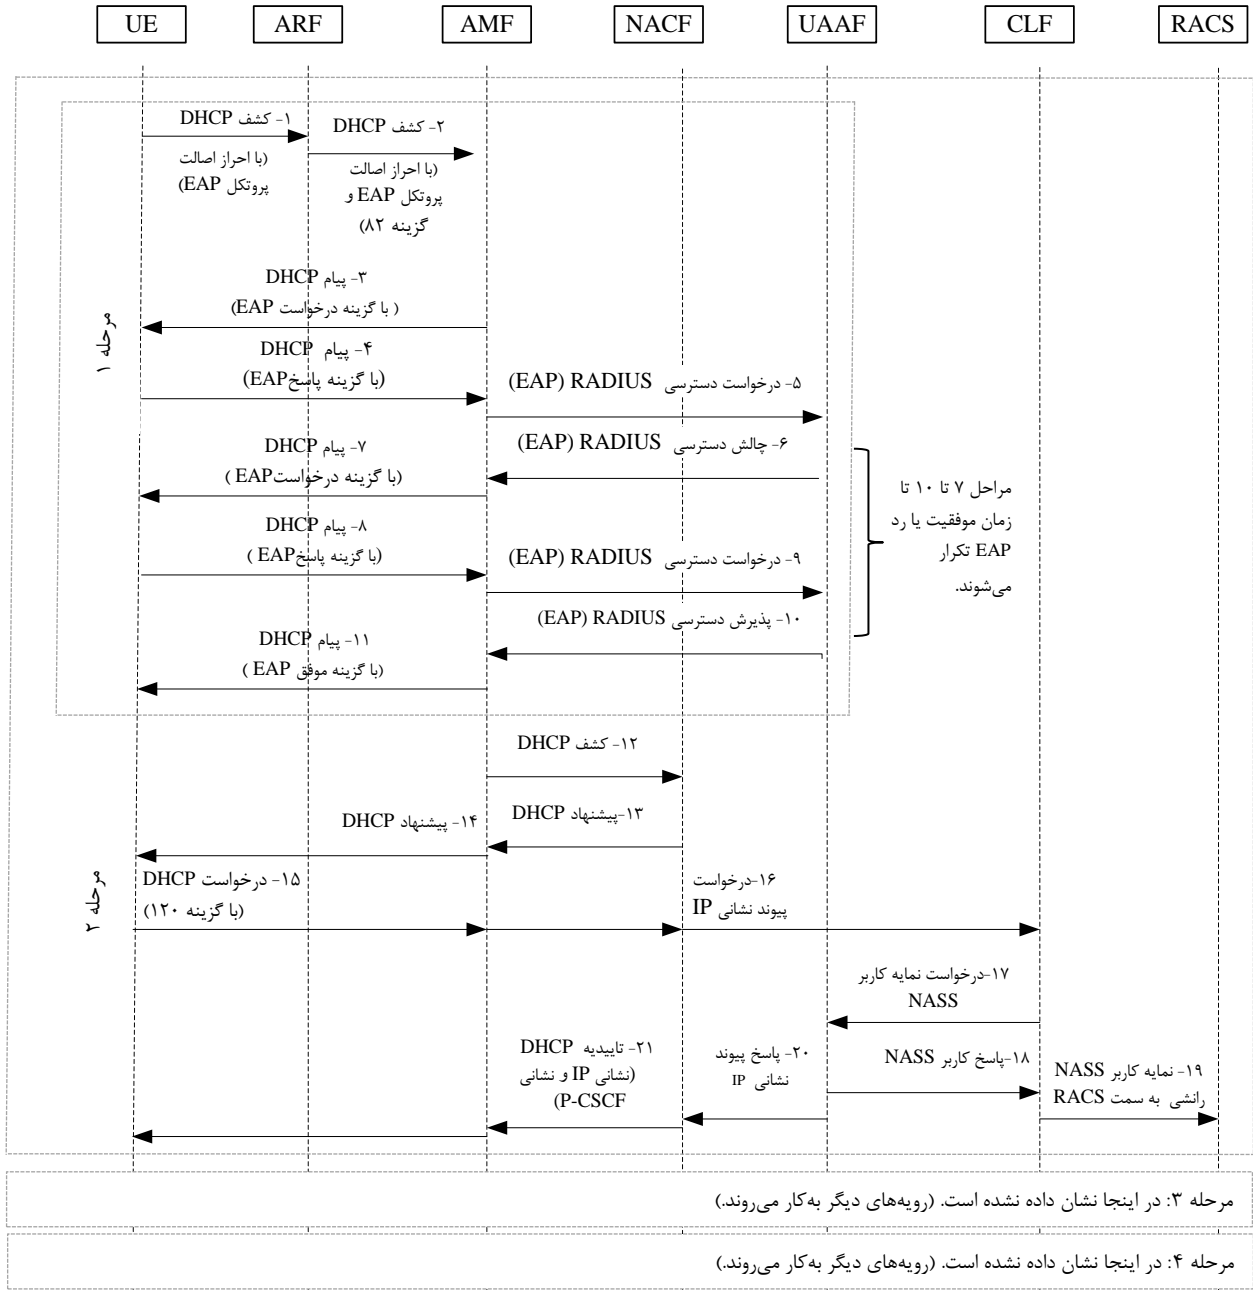 UE
ARF
AMF
NACF
UAAF
CLF
RACS
۱- کشف DHCP
(با احراز اصالت
پروتکل EAP)
۲- کشف DHCP
(با احراز اصالت
پروتکل EAP و
گزینه ۸۲)
۳- پیام DHCP
( با گزینه درخواست EAP)
مرحله ۱
۴- پیام DHCP
(با گزینه پاسخEAP)
۵- درخواست دسترسی RADIUS (EAP)
۶- چالش دسترسی RADIUS (EAP)
۷- پیام DHCP
(با گزینه درخواستEAP )
مراحل ۷ تا ۱۰ تا
زمان موفقیت یا رد
EAP تکرار
می‌شوند.
۸- پیام DHCP
(با گزینه پاسخEAP )
۹- درخواست دسترسی RADIUS (EAP)
۱۰- پذیرش دسترسی RADIUS (EAP)
۱۱- پیام DHCP
(با گزینه موفق EAP )
۱۲- کشف DHCP
۱۳-پیشنهاد DHCP
۱۴- پیشنهاد DHCP
مرحله ۲
۱۵- درخواست DHCP
(با گزینه ۱۲۰)
۱۶-درخواست
پیوند نشانی IP
۱۷-درخواست نمایه کاربر
NASS
۱۸-پاسخ کاربر NASS
۱۹- نمایه کاربر NASS
رانشی به سمت RACS
۲۰- پاسخ پیوند
نشانی IP
۲۱- تاییدیه DHCP
(نشانی IP و نشانی
P-CSCF)
مرحله ۳: در اینجا نشان داده نشده است. (رویه‌های دیگر به‌کار می‌روند.)
مرحله ۴: در اینجا نشان داده نشده است. (رویه‌های دیگر به‌کار می‌روند.)